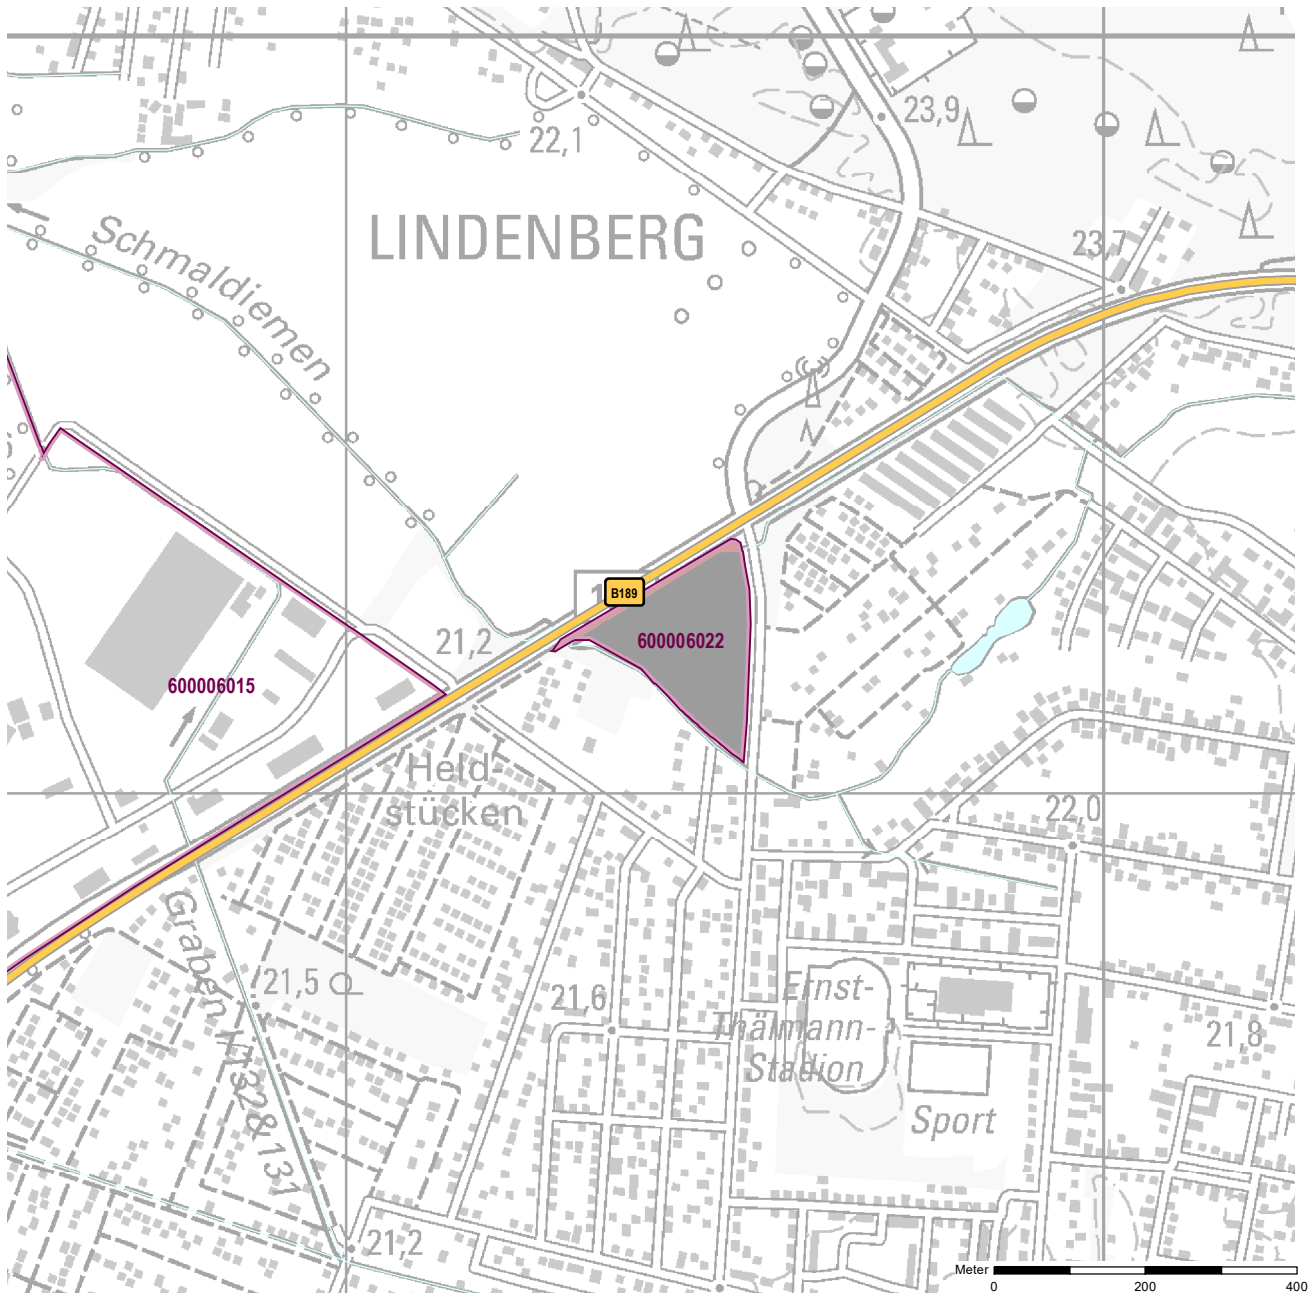 23,9
22,1
LINDENBERG
Schmaldiemen
23,7
B189
21,2
600006022
600006015
Held-
stücken
22,0
Graben
21,5
21,6
Ernst-
Thälmann-
Stadion
21,8
Sport
21,2
Meter
0
200
400